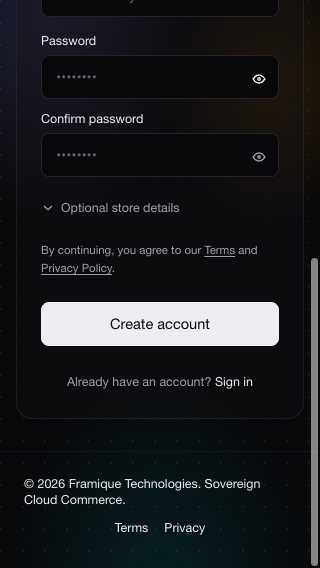 Password
••••••••
Confirm password
••••••••
Optional store details
By continuing, you agree to our Terms and
Privacy Policy.
Create account
Already have an account? Sign in
© 2026 Framique Technologies. Sovereign
Cloud Commerce.
Terms Privacy